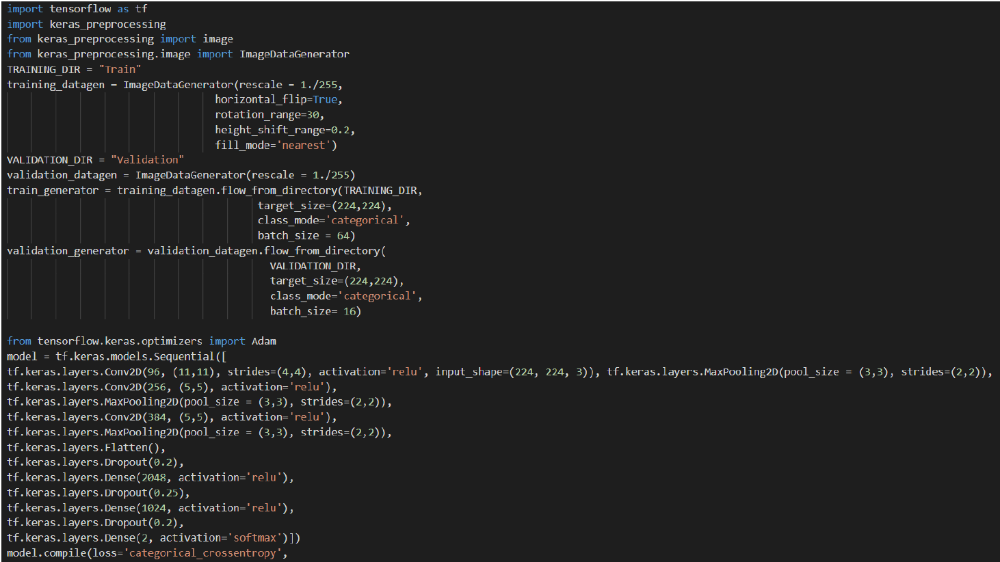 import tensorflow as tf
import keras_preprocessing
from keras_preprocessing import image
from keras_preprocessing.image import ImageDataGenerator
TRAINING_DIR = "Train"
training_datagen = ImageDataGenerator(rescale = 1./255,
horizontal_flip=True,
rotation_range=30,
height_shift_range=0.2,
fill_mode='nearest')
VALIDATION_DIR = "Validation"
validation_datagen = ImageDataGenerator(rescale = 1./255)
train_generator = training_datagen.flow_from_directory(TRAINING_DIR,
target_size=(224,224),
class_mode='categorical',
batch_size = 64)
validation_generator = validation_datagen.flow_from_directory(
VALIDATION_DIR,
target_size=(224,224),
class_mode='categorical',
batch_size= 16)
from tensorflow.keras.optimizers import Adam
model = tf.keras.models.Sequential([
tf.keras.layers.Conv2D(96, (11,11), strides=(4,4), activation='relu', input_shape=(224, 224, 3)), tf.keras.layers.MaxPooling2D(pool_size = (3,3), strides=(2,2)),
tf.keras.layers.Conv2D(256, (5,5), activation='relu'),
tf.keras.layers.MaxPooling2D(pool_size = (3,3), strides=(2,2)),
tf.keras.layers.Conv2D(384, (5,5), activation='relu'),
tf.keras.layers.MaxPooling2D(pool_size = (3,3), strides=(2,2)),
tf.keras.layers.Flatten(),
tf.keras.layers.Dropout(0.2),
tf.keras.layers.Dense(2048, activation='relu'),
tf.keras.layers.Dropout(0.25),
tf.keras.layers.Dense(1024, activation='relu'),
tf.keras.layers.Dropout(0.2),
tf.keras.layers.Dense(2, activation='softmax')])
model.compile(loss='categorical_crossentropy',